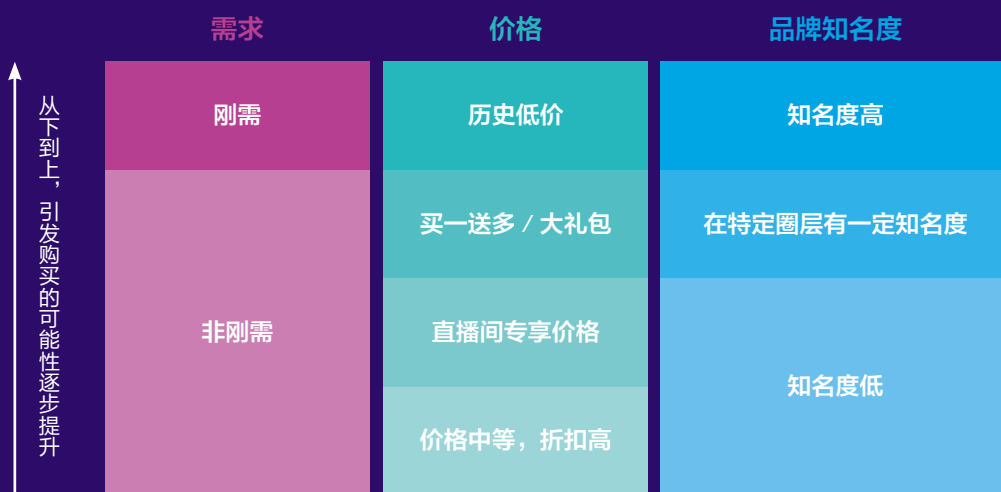 需求
价格
品牌知名度
从下到上，引发购买的可能性逐步提升
刚需
历史低价
知名度高
买一送多 / 大礼包
在特定圈层有一定知名度
非刚需
直播间专享价格
知名度低
价格中等，折扣高